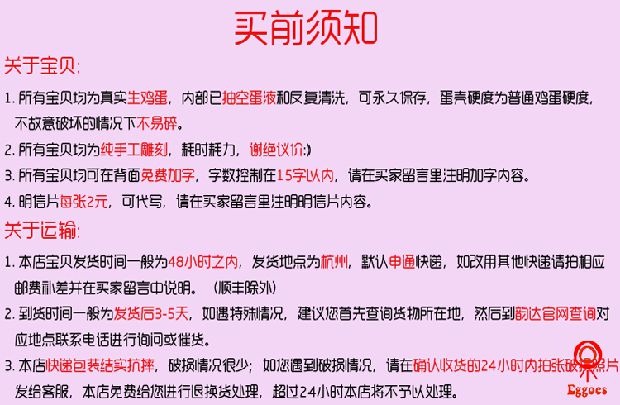 买前须知
关于宝贝:
1. 所有宝贝均为真实生鸡蛋，内部已抽空蛋液和反复清洗，可永久保存，蛋壳硬度为普通鸡蛋硬度，
不故意破坏的情况下不易碎。
2. 所有宝贝均为纯手工雕刻，耗时耗力，谢绝议价:)
3. 所有宝贝均可在背面免费加字，字数控制在15字以内，请在买家留言里注明加字内容。
4. 明信片每张2元，可代号，请在买家留言里注明明信片内容。
关于运输:
1. 本店宝贝发货时间一般为48小时之内，发货地点为杭州，默认申通快递，如改用其他快递请拍相应
邮费补差并在买家留言中说明。（顺丰除外）
2. 到货时间一般为发货后3-5天，如遇特殊情况，建议您首先查询货物所在地，然后到韵达官网查询对
应地点联系电话进行询问或催货。
3. 本店快递包装结实抗摔，破损情况很少；如您遇到破损情况，请在确认收货的24小时内拍张破损照片
发给客服，本店免费给您进行退换货处理，超过24小时本店将不予以处理。
Eggoes